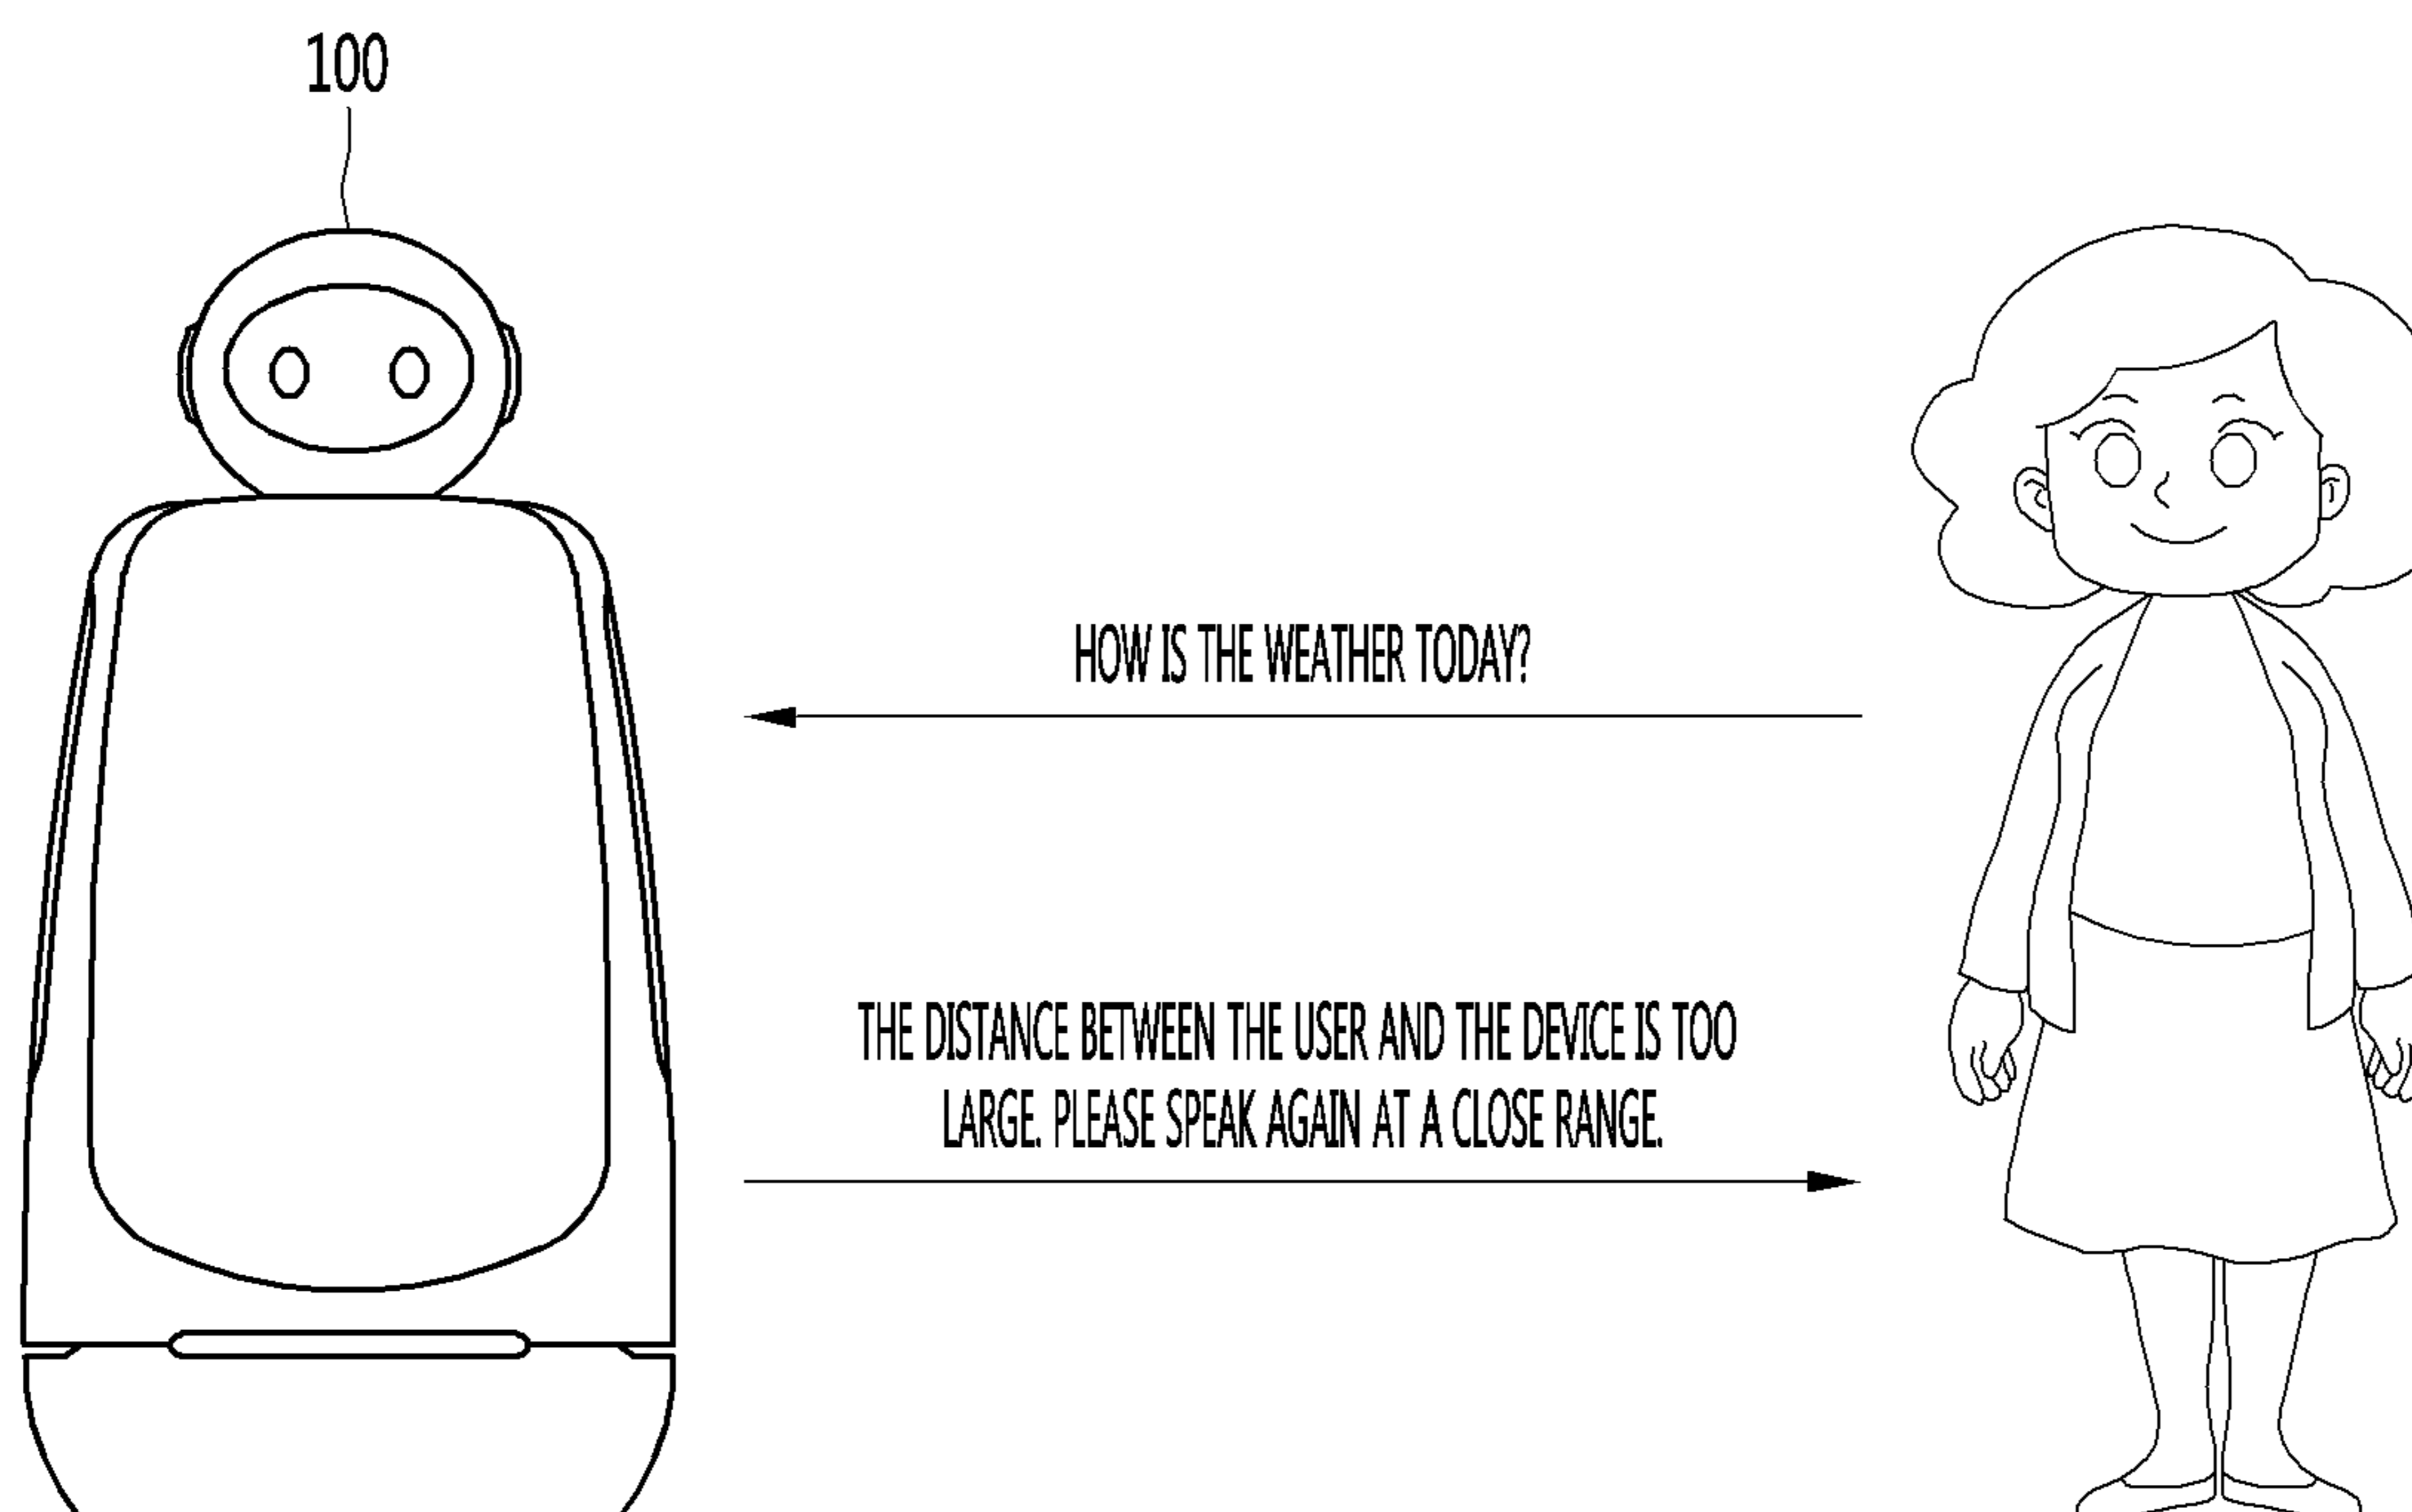 100
HOW IS THE WEATHER TODAY?
THE DISTANCE BETWEEN THE USER AND THE DEVICE IS TOO
LARGE. PLEASE SPEAK AGAIN AT A CLOSE RANGE.